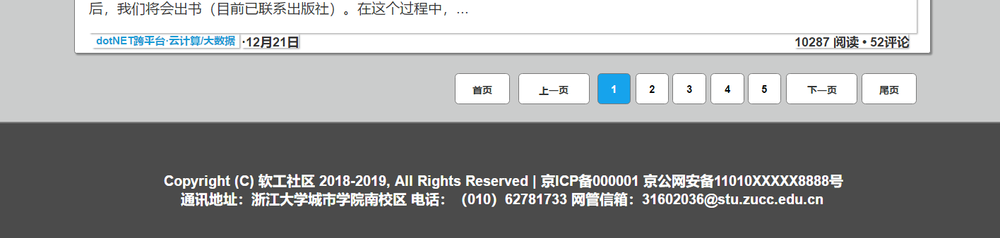 后，我们将会出书（目前已联系出版社）。在这个过程中，...
dotNET跨平台·云计算/大数据 ·12月21日 10287 阅读 • 52评论
首页 上一页 1 2 3 4 5 下一页 尾页
Copyright (C) 软工社区 2018-2019, All Rights Reserved | 京ICP备000001 京公网安备11010XXXXX8888号
通讯地址：浙江大学城市学院南校区 电话：（010）62781733 网管信箱：31602036@stu.zucc.edu.cn